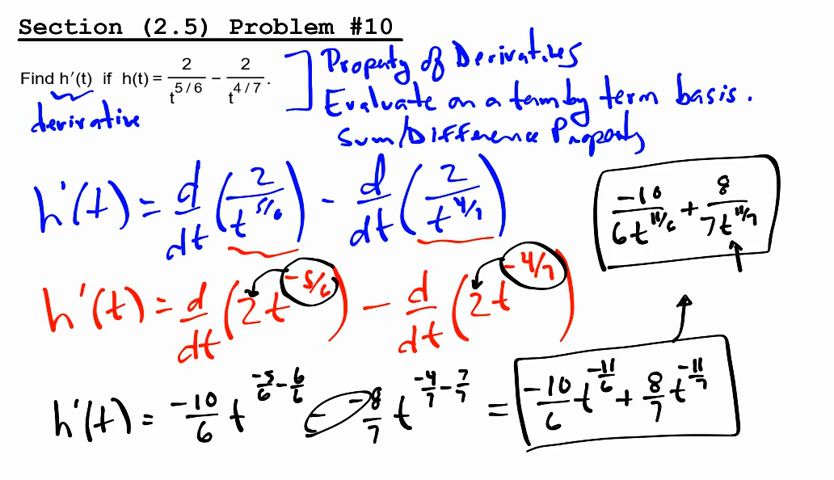 Section (2.5) Problem #10
Find h'(t) if h(t) = 2/t^5/6 - 2/t^4/7.
derivative
Property of Derivatives
Evaluate on a term by term basis.
Sum/Difference Property
h'(t) = d/dt (2/t^5/6) - d/dt (2/t^4/7)
-10/6t^11/6 + 8/7t^11/7
h'(t) = d/dt (2t^-5/6) - d/dt (2t^-4/7)
h'(t) = -10/6 t^-5/6 - 6/6 - -8/7 t^-4/7 - 7/7 = -10/6 t^-11/6 + 8/7 t^-11/7